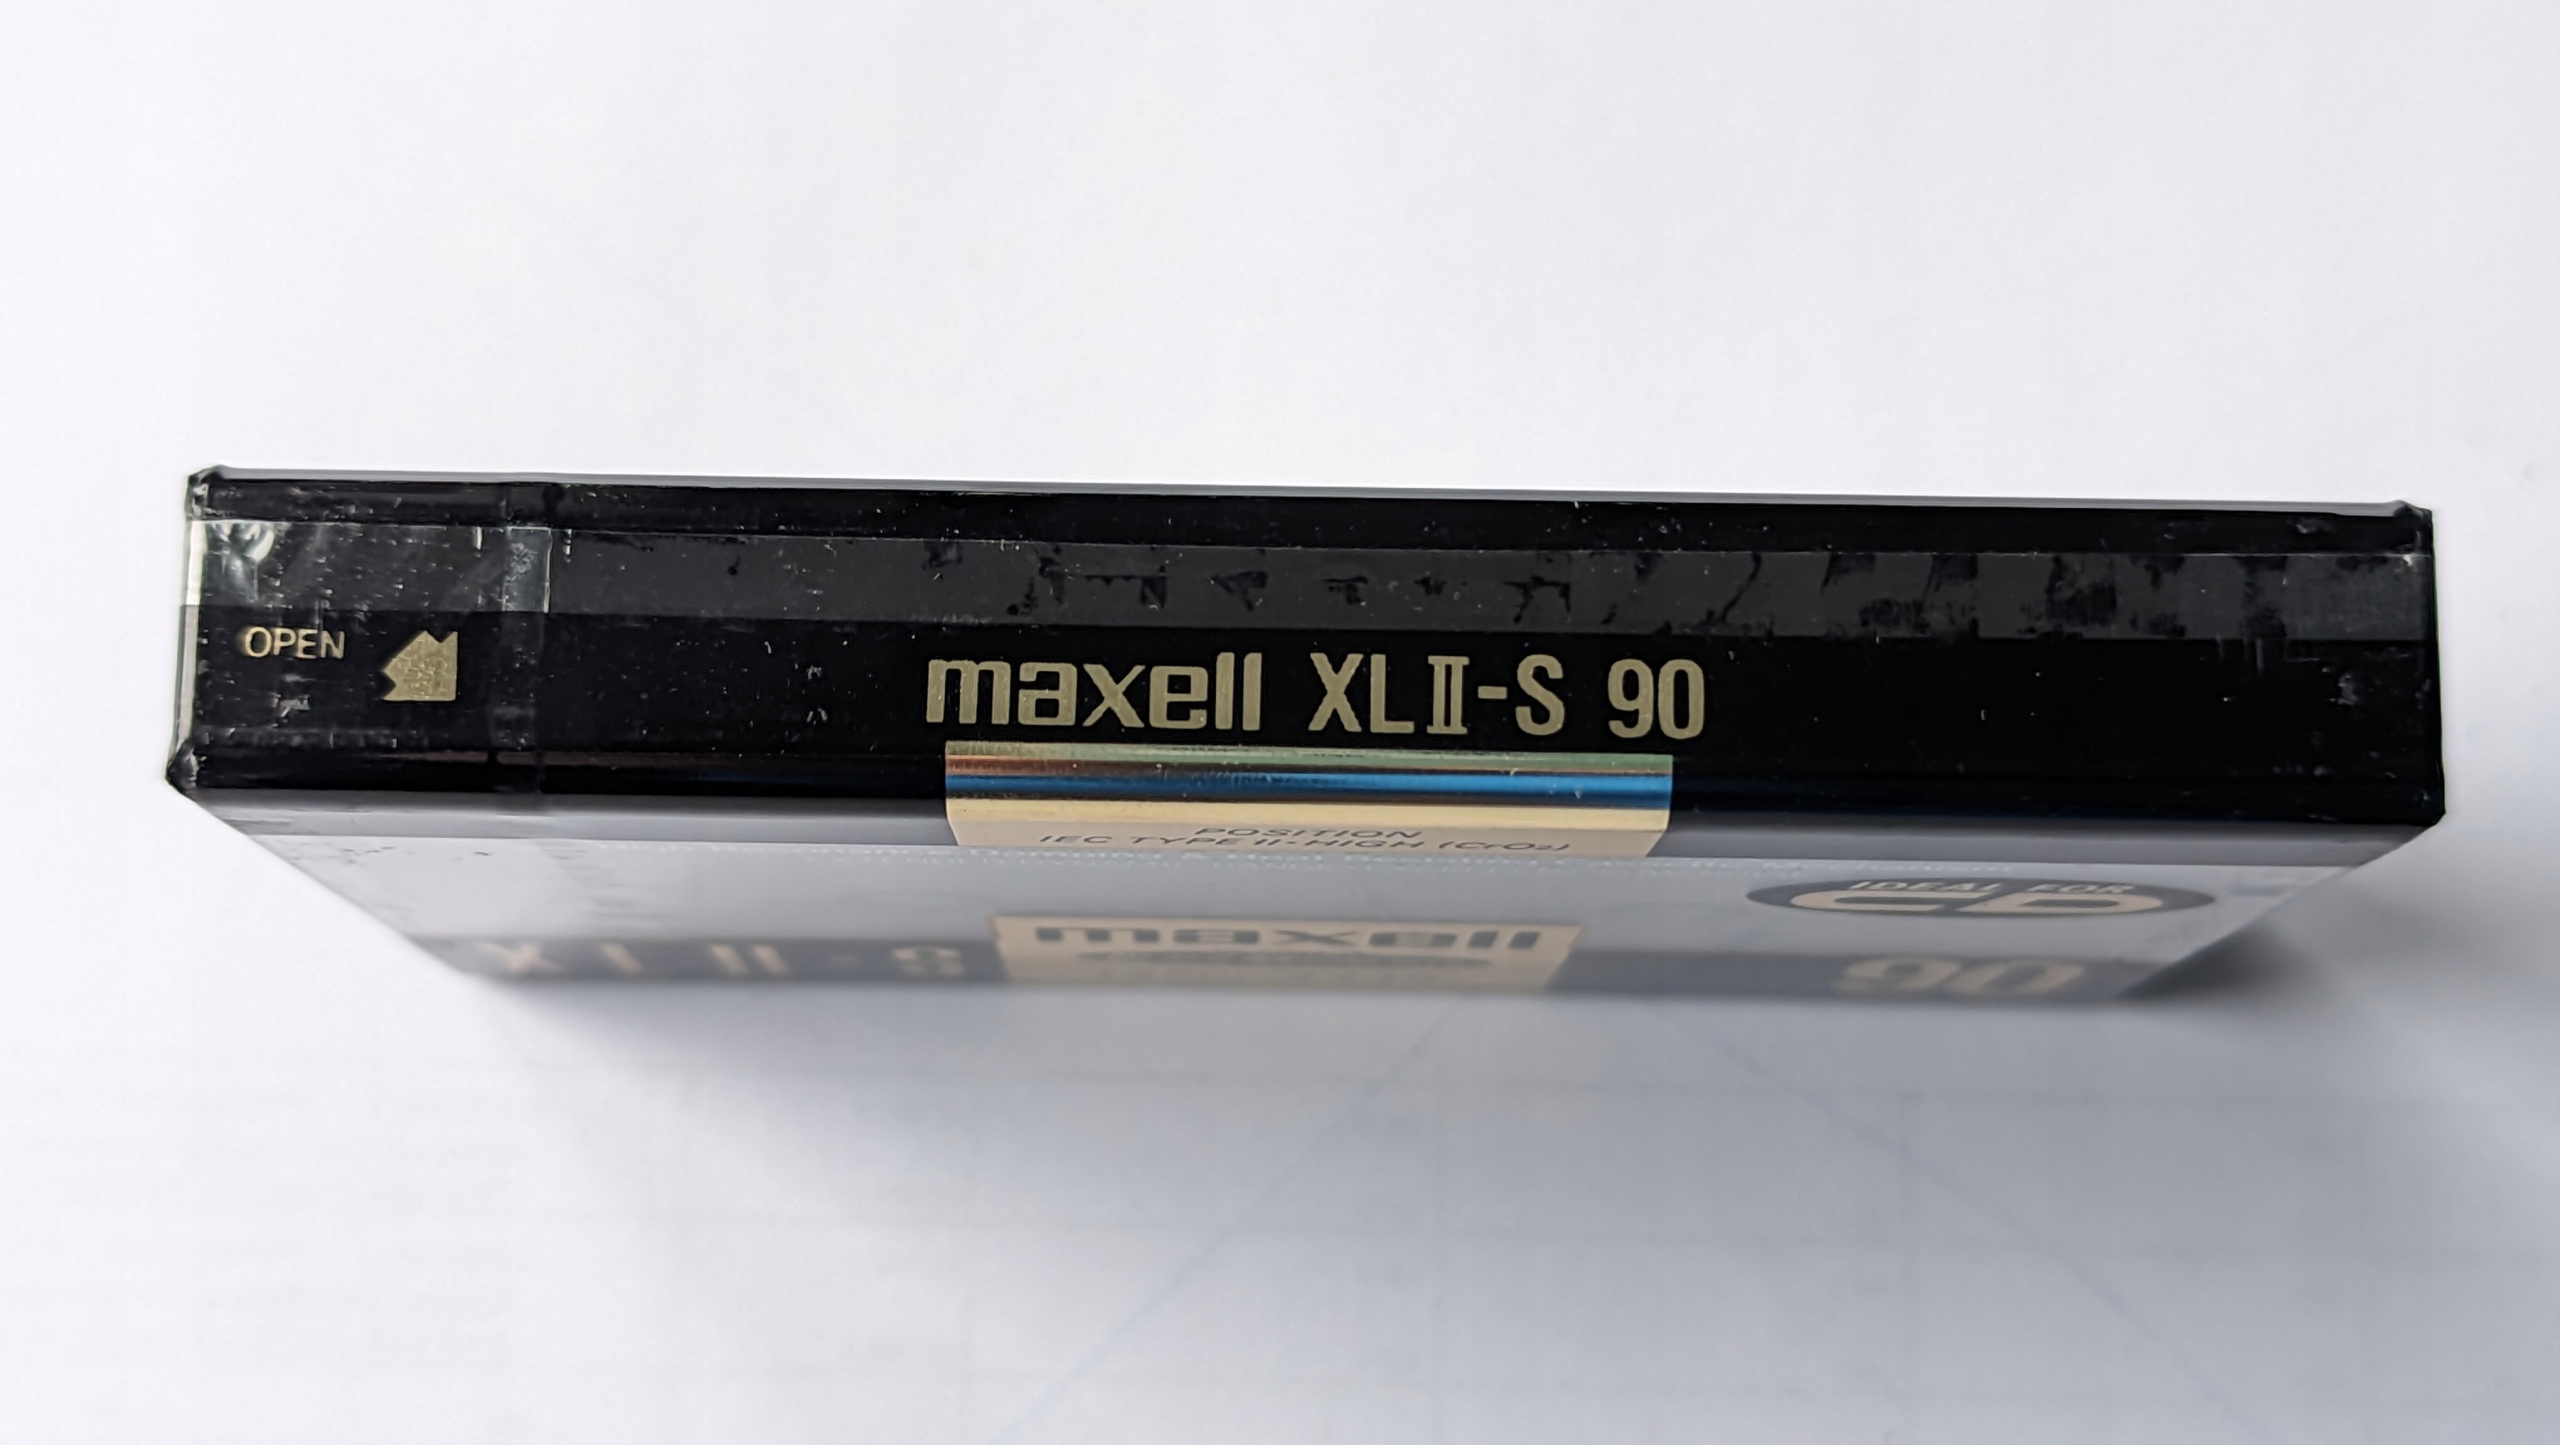 OPEN
maxell XLⅡ-S 90
POSITION
IEC TYPE II·HIGH (CrO₂)
IDEAL FOR
CD
maxell
XLII-S
90